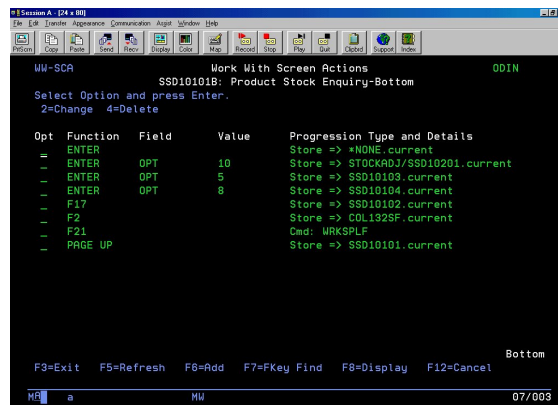 Session A - [24 x 80]
File Edit Transfer Appearance Communication Assist Window Help
PrtScrn Copy Paste Send Recv Display Color Map Record Stop Play Quit Clipbrd Support Index
WW-SCA Work With Screen Actions ODIN
SSD10101B: Product Stock Enquiry-Bottom
Select Option and press Enter.
2=Change 4=Delete
Opt Function Field Value Progression Type and Details
_ ENTER Store => *NONE.current
_ ENTER OPT 10 Store => STOCKADJ/SSD10201.current
_ ENTER OPT 5 Store => SSD10103.current
_ ENTER OPT 8 Store => SSD10104.current
_ F17 Store => SSD10102.current
_ F2 Store => COL132SF.current
_ F21 Cmd: WRKSPLF
_ PAGE UP Store => SSD10101.current
Bottom
F3=Exit F5=Refresh F6=Add F7=FKey Find F8=Display F12=Cancel
MA a MW 07/003